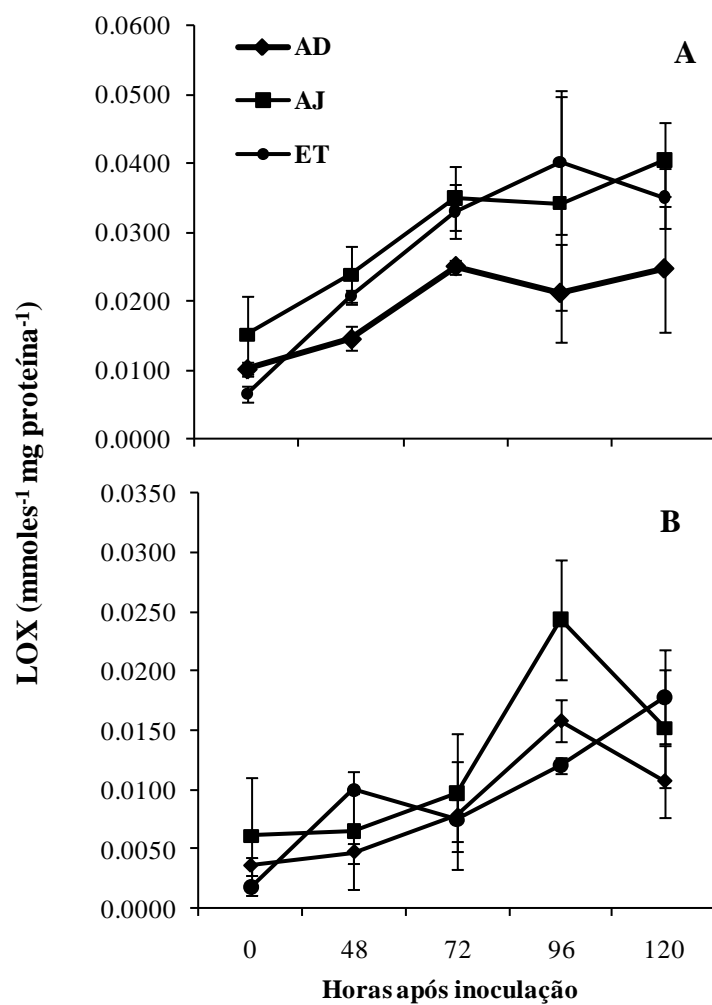 LOX (mmoles⁻¹ mg proteína⁻¹)
A
AD
AJ
ET
0.0600
0.0500
0.0400
0.0300
0.0200
0.0100
0.0000
B
0.0350
0.0300
0.0250
0.0200
0.0150
0.0100
0.0050
0.0000
0 48 72 96 120
Horas após inoculação